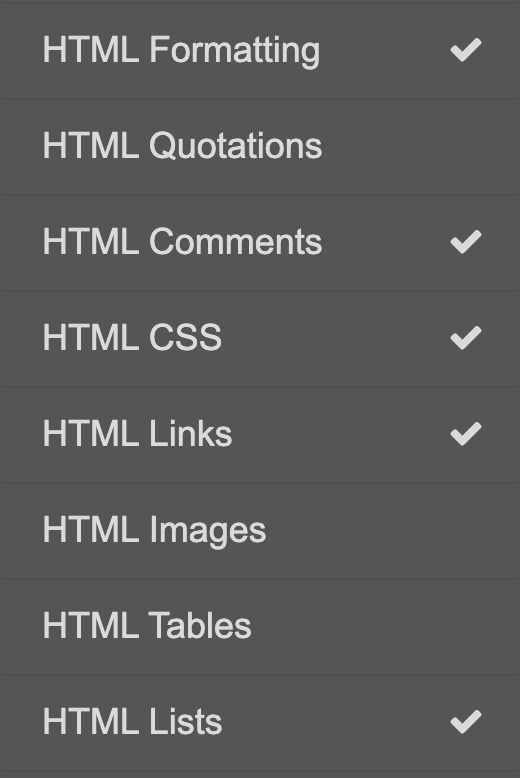 HTML Formatting
HTML Quotations
HTML Comments
HTML CSS
HTML Links
HTML Images
HTML Tables
HTML Lists